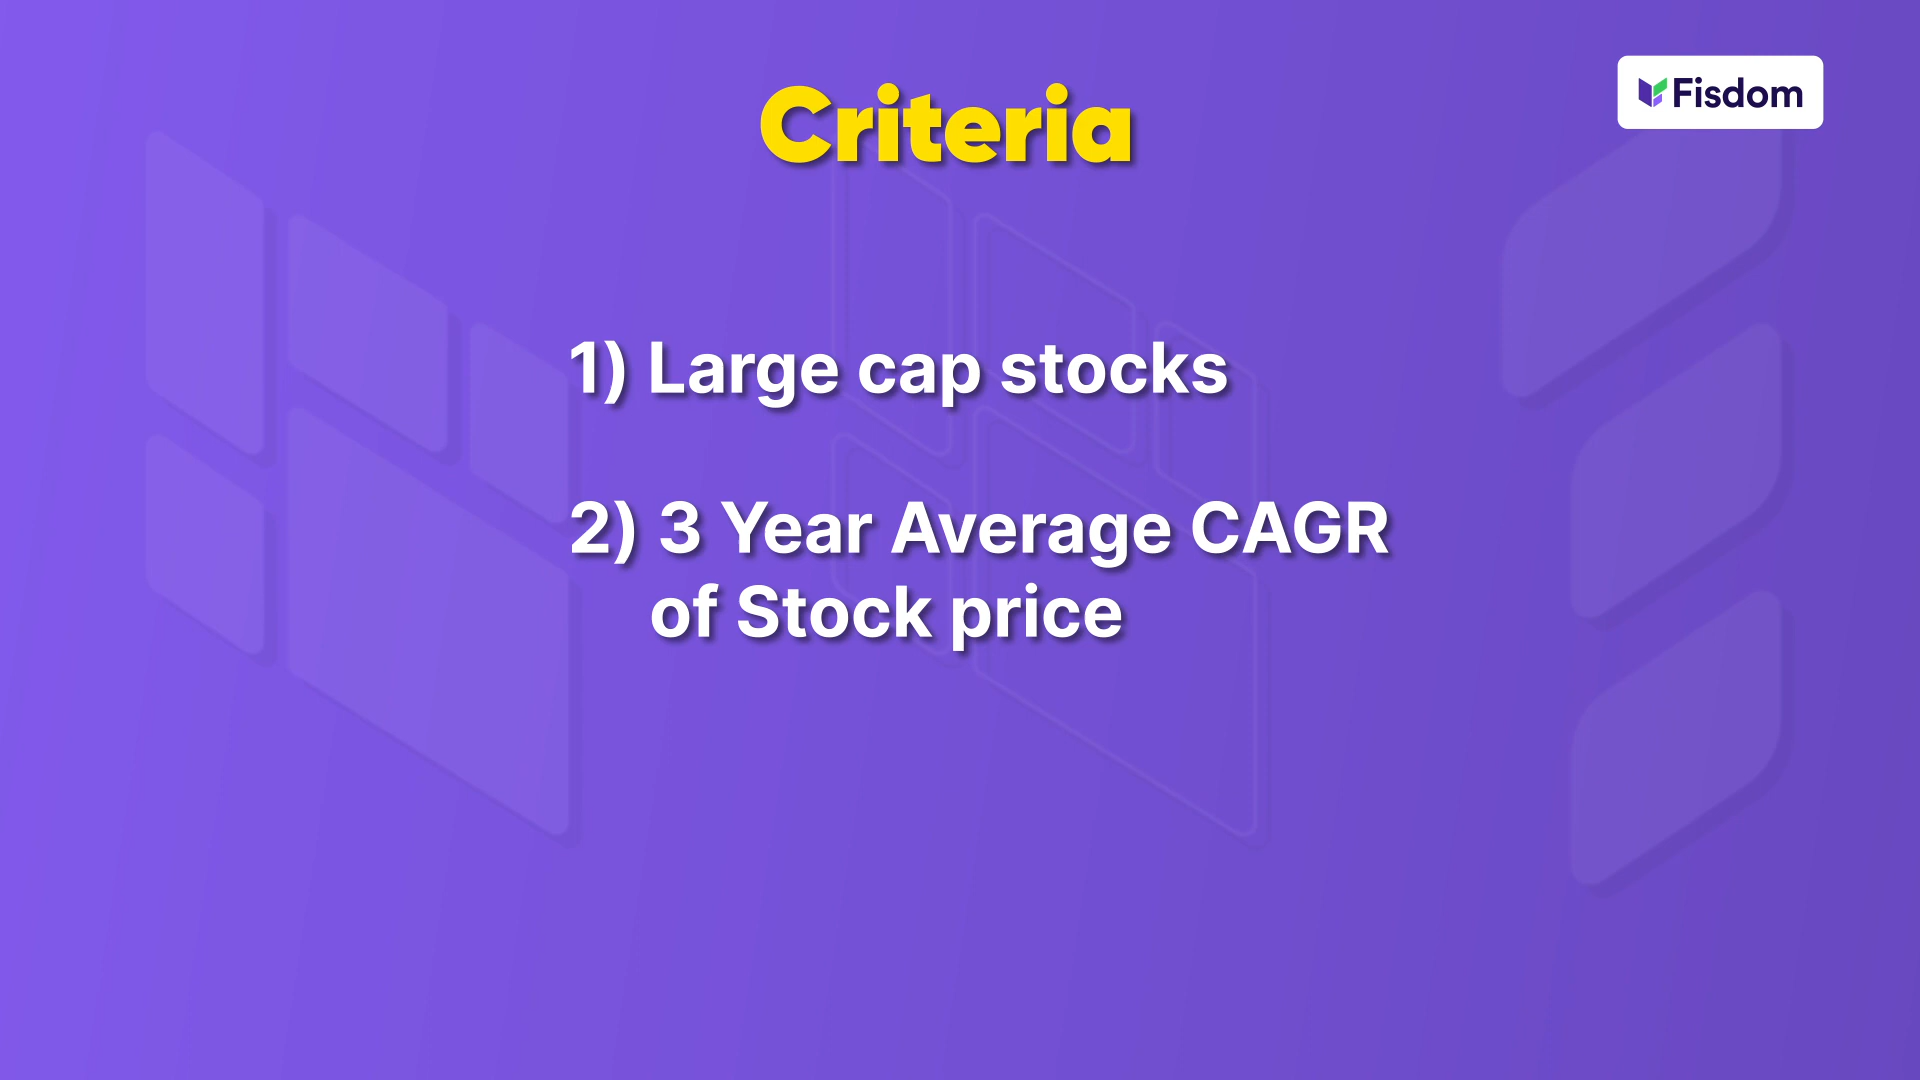 Criteria
Fisdom
1) Large cap stocks
2) 3 Year Average CAGR
of Stock price